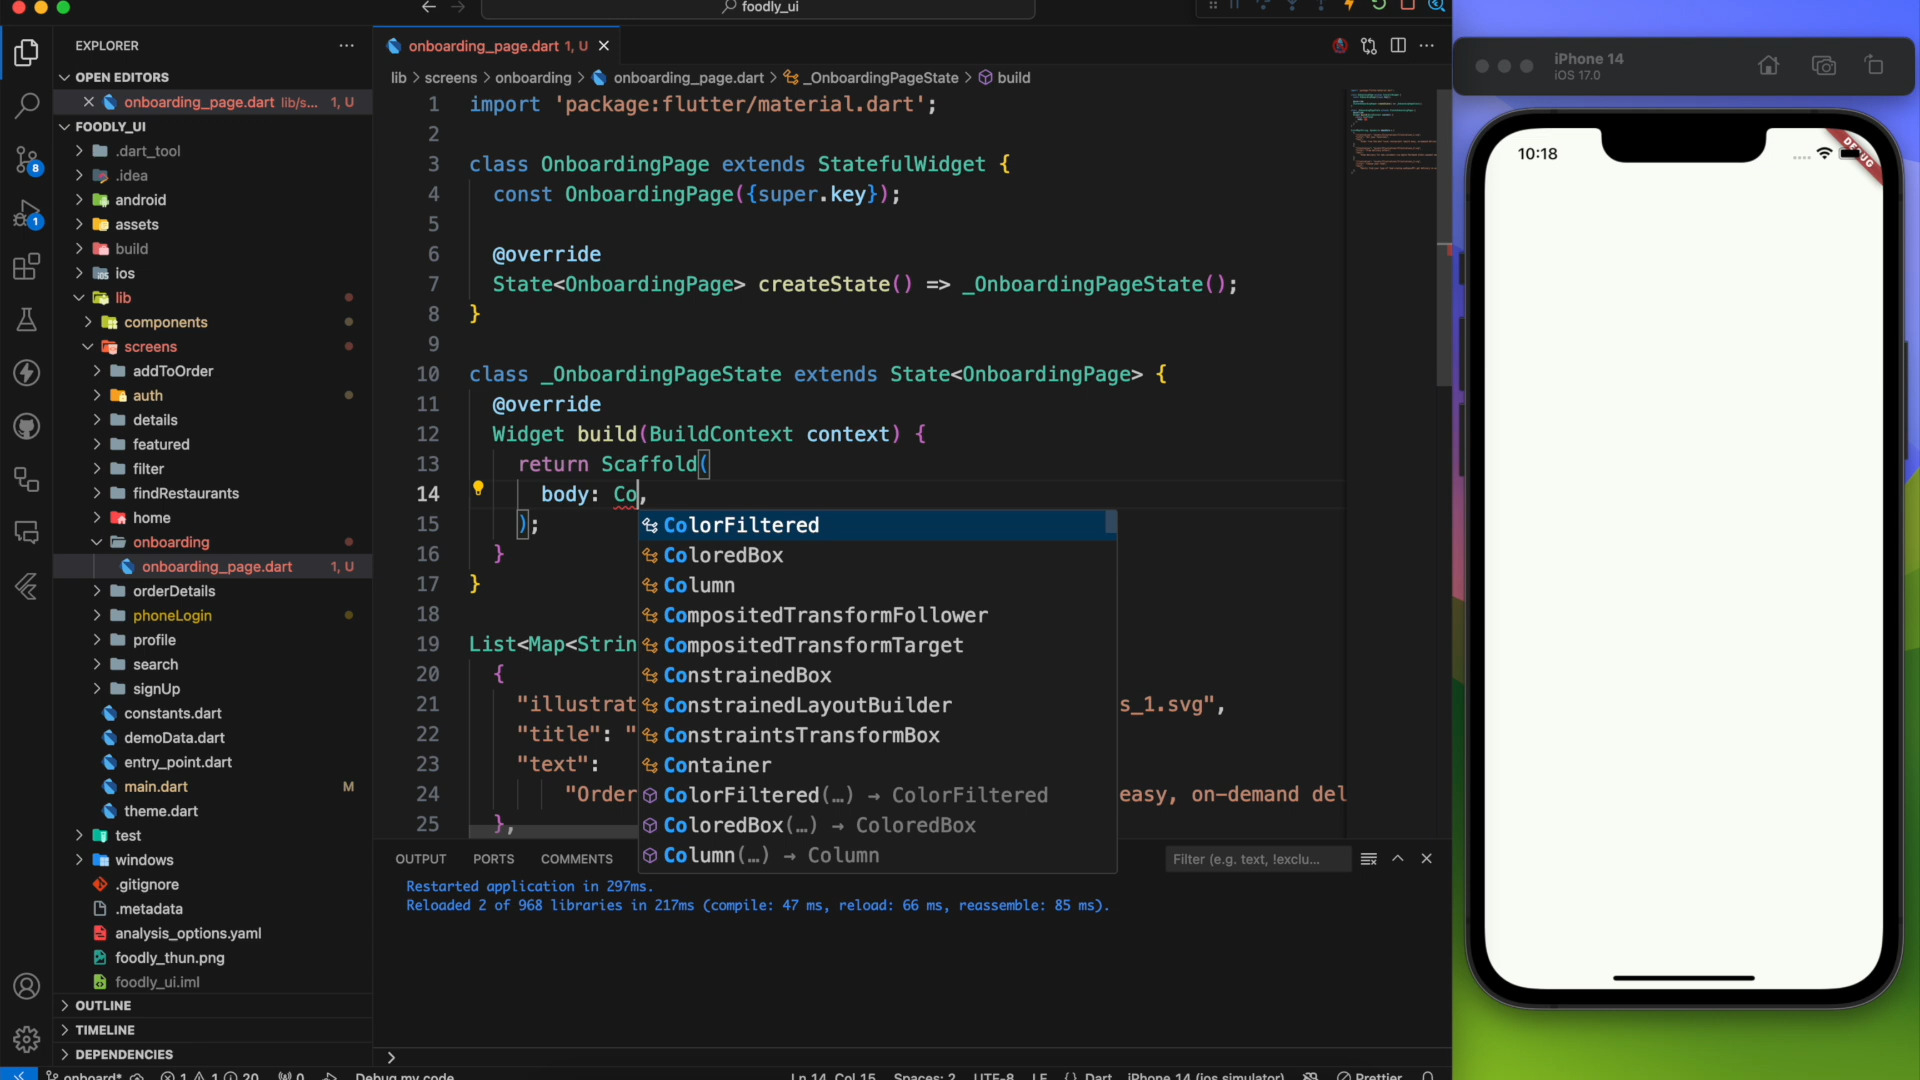 foodly_ui
EXPLORER
OPEN EDITORS
onboarding_page.dart lib/s... 1, U
FOODLY_UI
.dart_tool
.idea
android
assets
build
ios
lib
components
screens
addToOrder
auth
details
featured
filter
findRestaurants
home
onboarding
onboarding_page.dart 1, U
orderDetails
phoneLogin
profile
search
signUp
constants.dart
demoData.dart
entry_point.dart
main.dart M
theme.dart
test
windows
.gitignore
.metadata
analysis_options.yaml
foodly_thun.png
foodly_ui.iml
OUTLINE
TIMELINE
DEPENDENCIES
8
1
onboarding_page.dart 1, U
lib > screens > onboarding > onboarding_page.dart > _OnboardingPageState > build
1 import 'package:flutter/material.dart';
2
3 class OnboardingPage extends StatefulWidget {
4 const OnboardingPage({super.key});
5
6 @override
7 State<OnboardingPage> createState() => _OnboardingPageState();
8 }
9
10 class _OnboardingPageState extends State<OnboardingPage> {
11 @override
12 Widget build(BuildContext context) {
13 return Scaffold(
14 body: Co,
15 );
16 }
17 }
18
19 List<Map<Strin
20 {
21 "illustrat s_1.svg",
22 "title": "
23 "text":
24 "Order easy, on-demand del
25 },
ColorFiltered
ColoredBox
Column
CompositedTransformFollower
CompositedTransformTarget
ConstrainedBox
ConstrainedLayoutBuilder
ConstraintsTransformBox
Container
ColorFiltered(…) → ColorFiltered
ColoredBox(…) → ColoredBox
Column(…) → Column
OUTPUT PORTS COMMENTS
Filter (e.g. text, !exclu...
Restarted application in 297ms.
Reloaded 2 of 968 libraries in 217ms (compile: 47 ms, reload: 66 ms, reassemble: 85 ms).
onboard* 1 1 20 0 Debug my code
Ln 14, Col 15 Spaces: 2 UTF-8 LF {} Dart iPhone 14 (ios simulator) Prettier
iPhone 14
iOS 17.0
10:18
DEBUG